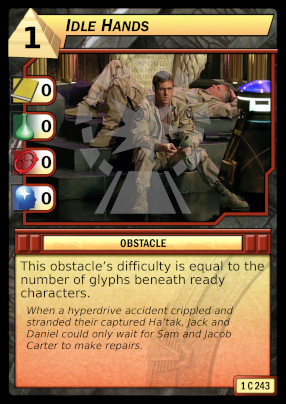 IDLE HANDS
1
0
0
0
0
OBSTACLE
This obstacle's difficulty is equal to the
number of glyphs beneath ready
characters.
When a hyperdrive accident crippled and
stranded their captured Ha'tak, Jack and
Daniel could only wait for Sam and Jacob
Carter to make repairs.
1 C 243